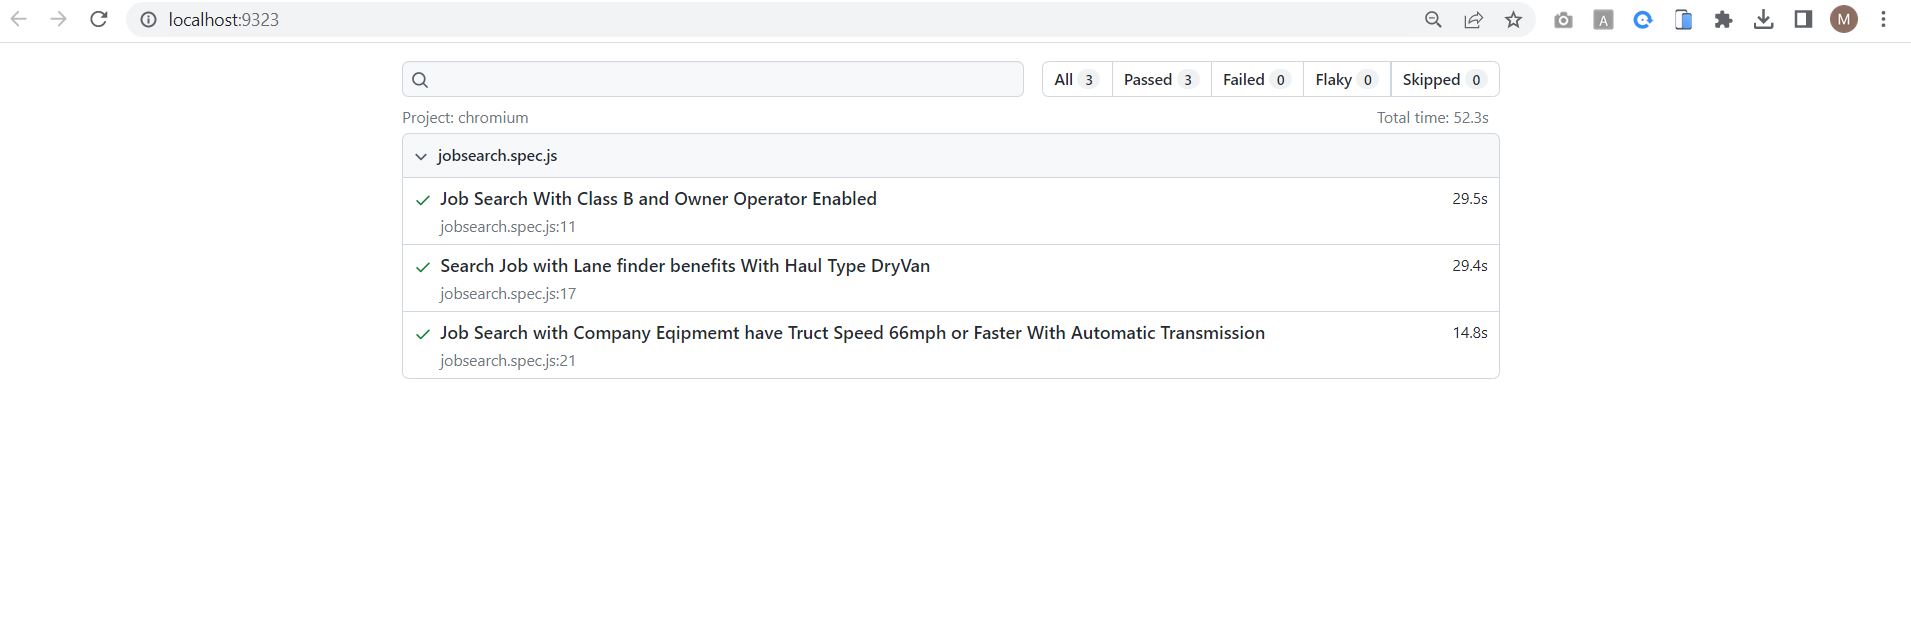 localhost:9323
A
M
All 3 Passed 3 Failed 0 Flaky 0 Skipped 0
Project: chromium Total time: 52.3s
jobsearch.spec.js
Job Search With Class B and Owner Operator Enabled 29.5s
jobsearch.spec.js:11
Search Job with Lane finder benefits With Haul Type DryVan 29.4s
jobsearch.spec.js:17
Job Search with Company Eqipmemt have Truct Speed 66mph or Faster With Automatic Transmission 14.8s
jobsearch.spec.js:21